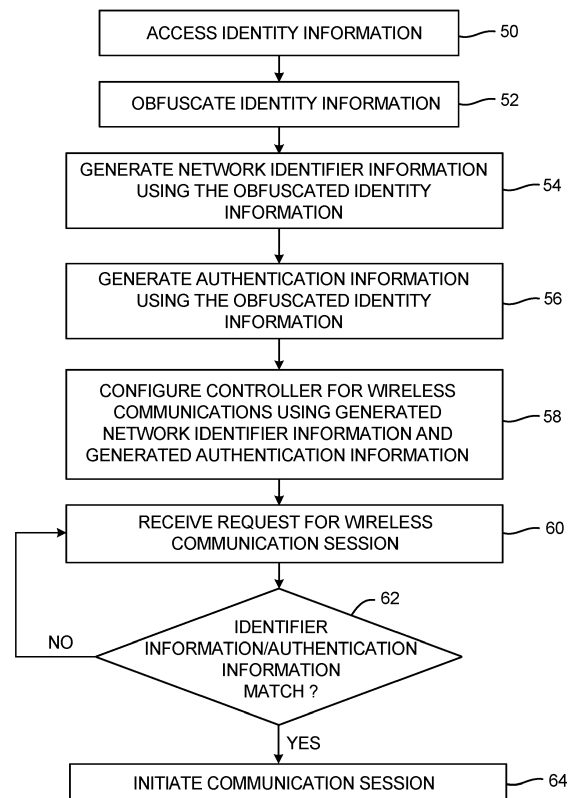 ACCESS IDENTITY INFORMATION
50
OBFUSCATE IDENTITY INFORMATION
52
GENERATE NETWORK IDENTIFIER INFORMATION
USING THE OBFUSCATED IDENTITY
INFORMATION
54
GENERATE AUTHENTICATION INFORMATION
USING THE OBFUSCATED IDENTITY
INFORMATION
56
CONFIGURE CONTROLLER FOR WIRELESS
COMMUNICATIONS USING GENERATED
NETWORK IDENTIFIER INFORMATION AND
GENERATED AUTHENTICATION INFORMATION
58
RECEIVE REQUEST FOR WIRELESS
COMMUNICATION SESSION
60
62
IDENTIFIER
INFORMATION/AUTHENTICATION
INFORMATION
MATCH ?
NO
YES
INITIATE COMMUNICATION SESSION
64